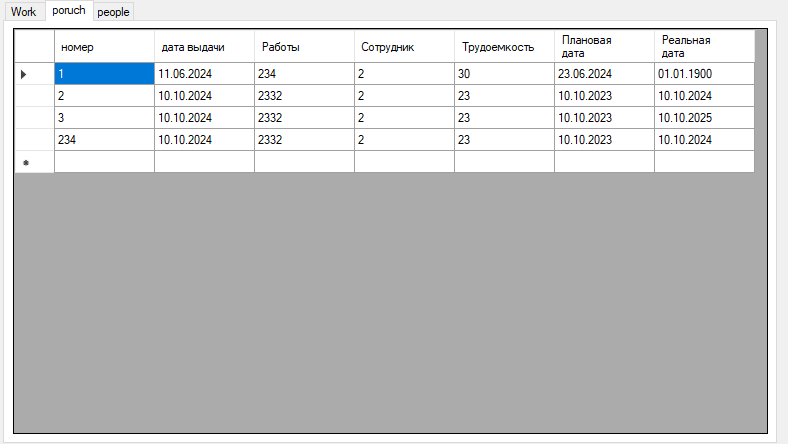 Work poruch people
номер дата выдачи Работы Сотрудник Трудоемкость Плановая дата Реальная дата
1 11.06.2024 234 2 30 23.06.2024 01.01.1900
2 10.10.2024 2332 2 23 10.10.2023 10.10.2024
3 10.10.2024 2332 2 23 10.10.2023 10.10.2025
234 10.10.2024 2332 2 23 10.10.2023 10.10.2024